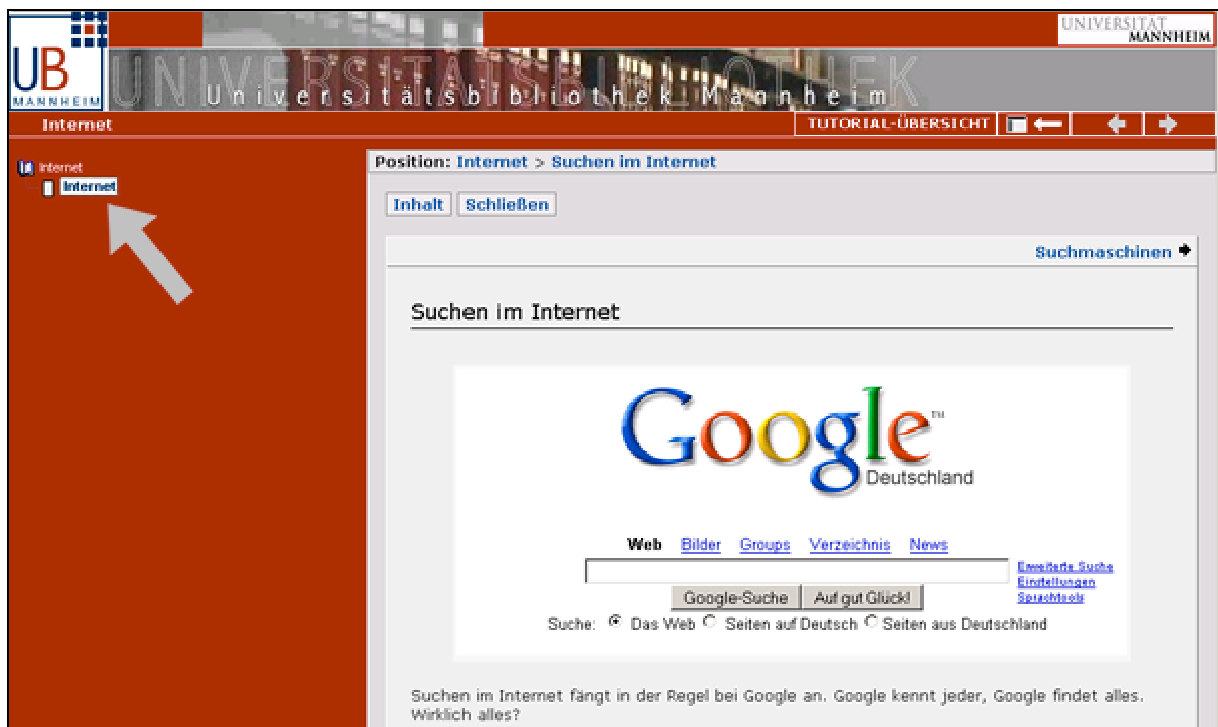 UNIVERSITÄT
MANNHEIM
UB
MANNHEIM
UNIVERSITÄTSBIBLIOTHEK
Universitätsbibliothek Mannheim
Internet
TUTORIAL-ÜBERSICHT
Internet
Internet
Position: Internet > Suchen im Internet
Inhalt Schließen
Suchmaschinen
Suchen im Internet
Google™
Deutschland
Web Bilder Groups Verzeichnis News
Erweiterte Suche
Einstellungen
Sprachtools
Google-Suche Auf gut Glück!
Suche: Das Web Seiten auf Deutsch Seiten aus Deutschland
Suchen im Internet fängt in der Regel bei Google an. Google kennt jeder, Google findet alles.
Wirklich alles?